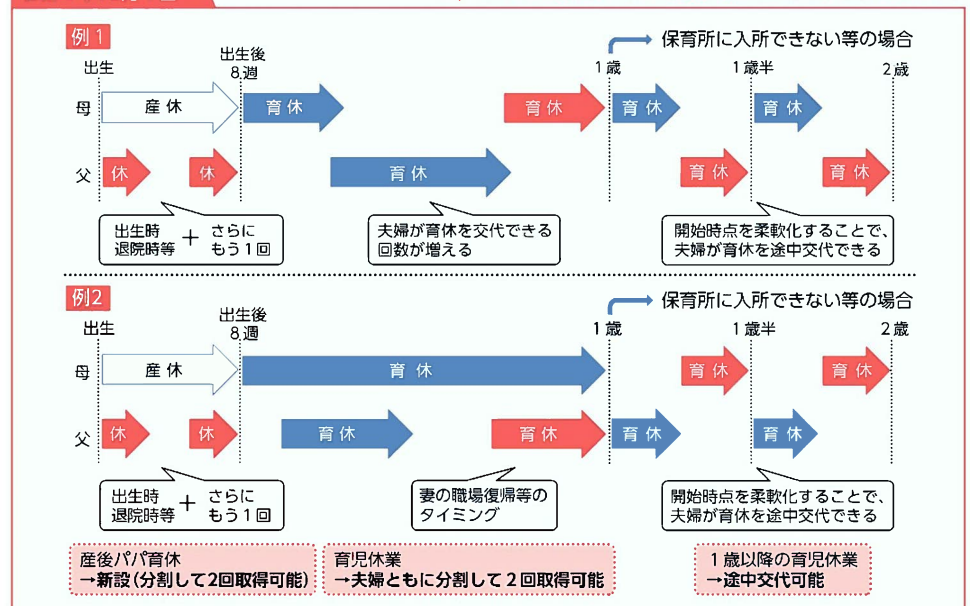 例1
保育所に入所できない等の場合
出生
出生後
8週
1歳
1歳半
2歳
母
産休
育休
育休
育休
育休
父
休
休
育休
育休
育休
出生時
退院時等
+
さらに
もう1回
夫婦が育休を交代できる
回数が増える
開始時点を柔軟化することで、
夫婦が育休を途中交代できる
例2
保育所に入所できない等の場合
出生
出生後
8週
1歳
1歳半
2歳
母
産休
育休
育休
育休
父
休
休
育休
育休
育休
育休
出生時
退院時等
+
さらに
もう1回
妻の職場復帰等の
タイミング
開始時点を柔軟化することで、
夫婦が育休を途中交代できる
産後パパ育休
→新設(分割して2回取得可能)
育児休業
→夫婦ともに分割して2回取得可能
1歳以降の育児休業
→途中交代可能